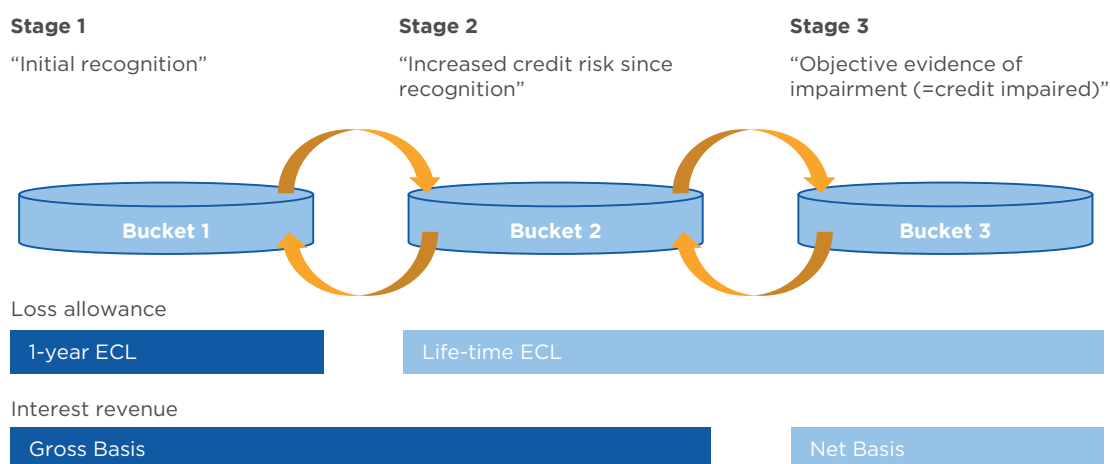 Stage 1
Stage 2
Stage 3
“Initial recognition”
“Increased credit risk since
recognition”
“Objective evidence of
impairment (=credit impaired)”
Bucket 1
Bucket 2
Bucket 3
Loss allowance
1-year ECL
Life-time ECL
Interest revenue
Gross Basis
Net Basis